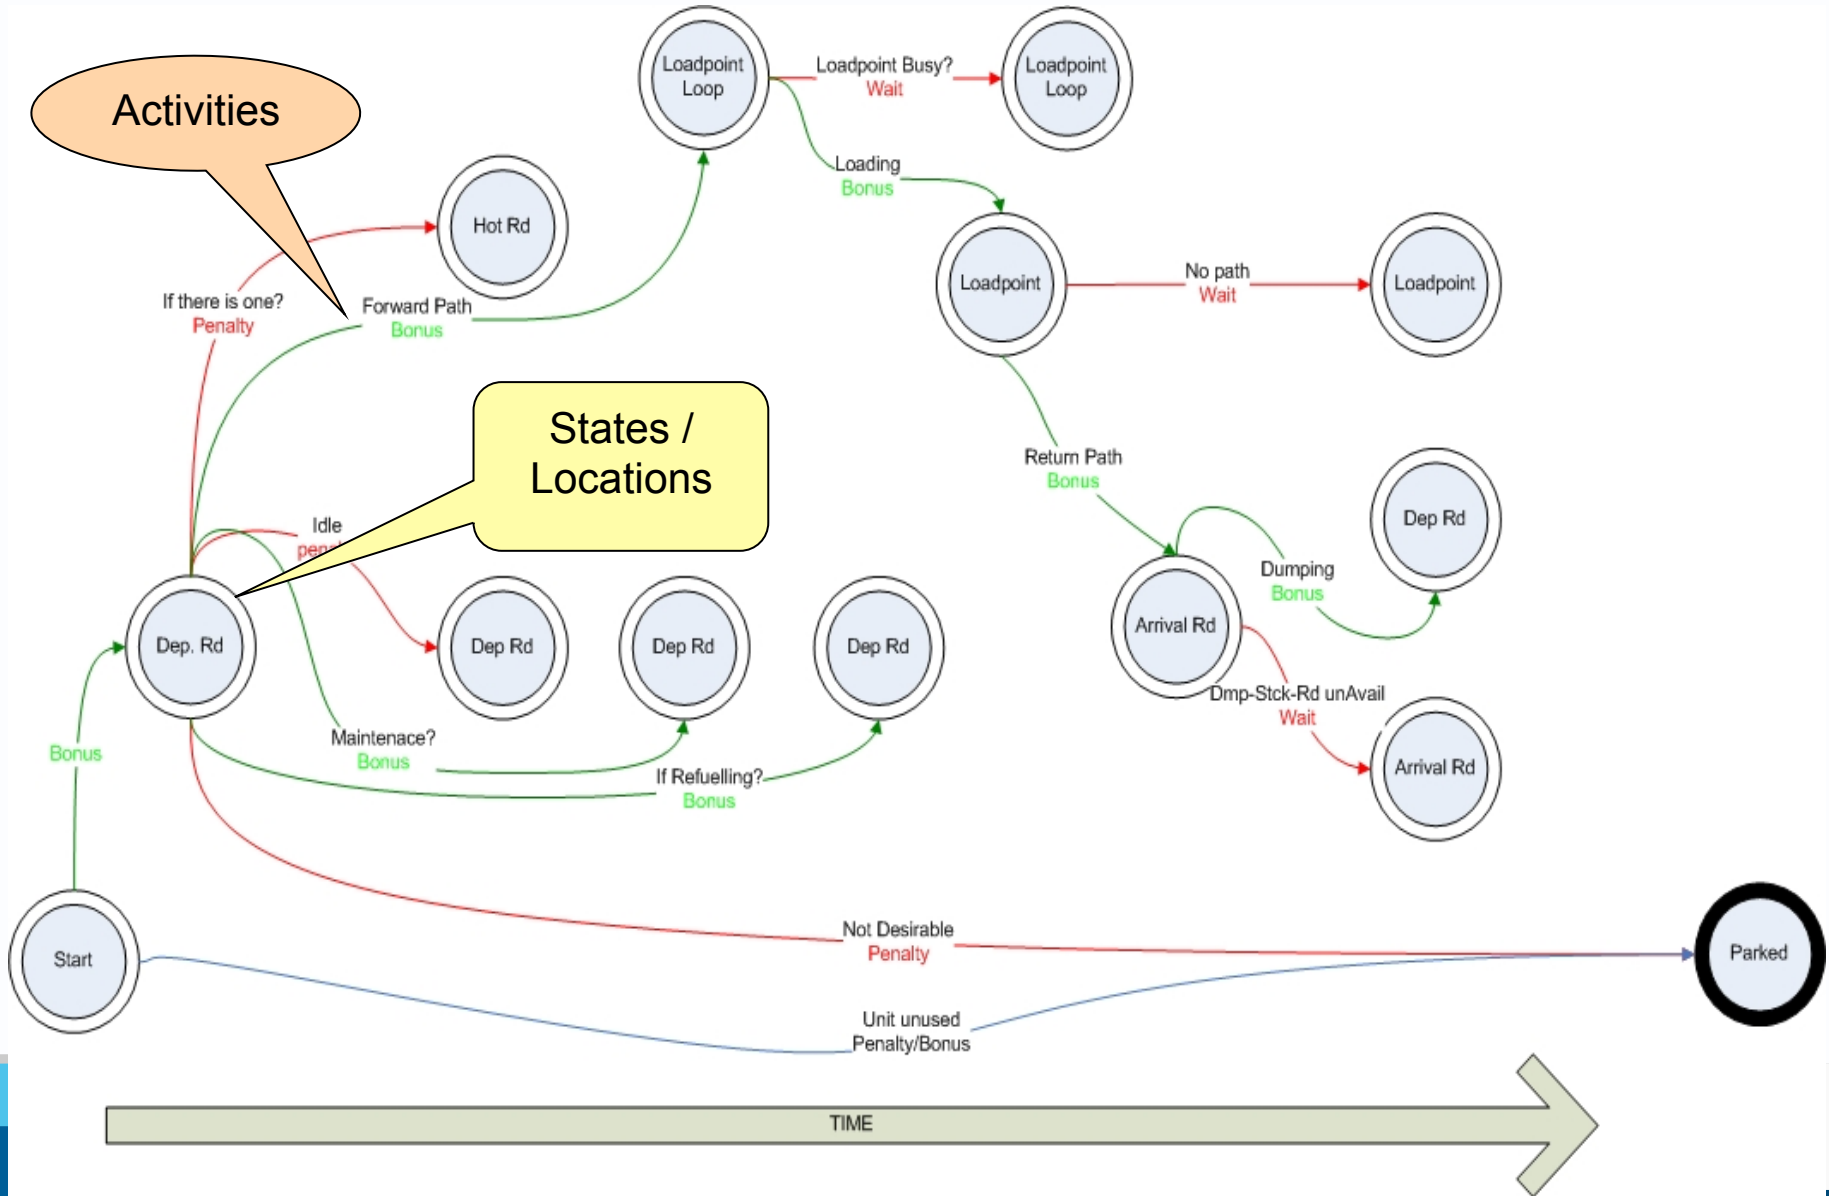 Loadpoint
Loop
Loadpoint Busy?
Wait
Loadpoint
Loop
Activities
Loading
Bonus
Hot Rd
If there is one?
Penalty
Forward Path
Bonus
Loadpoint
No path
Wait
Loadpoint
States /
Locations
Return Path
Bonus
Dep Rd
Idle
Dumping
Bonus
Dep. Rd
Dep Rd
Dep Rd
Dep Rd
Arrival Rd
Dmp-Stck-Rd unAvail
Wait
Bonus
Maintenace?
Bonus
If Refuelling?
Bonus
Arrival Rd
Not Desirable
Penalty
Start
Parked
Unit unused
Penalty/Bonus
TIME